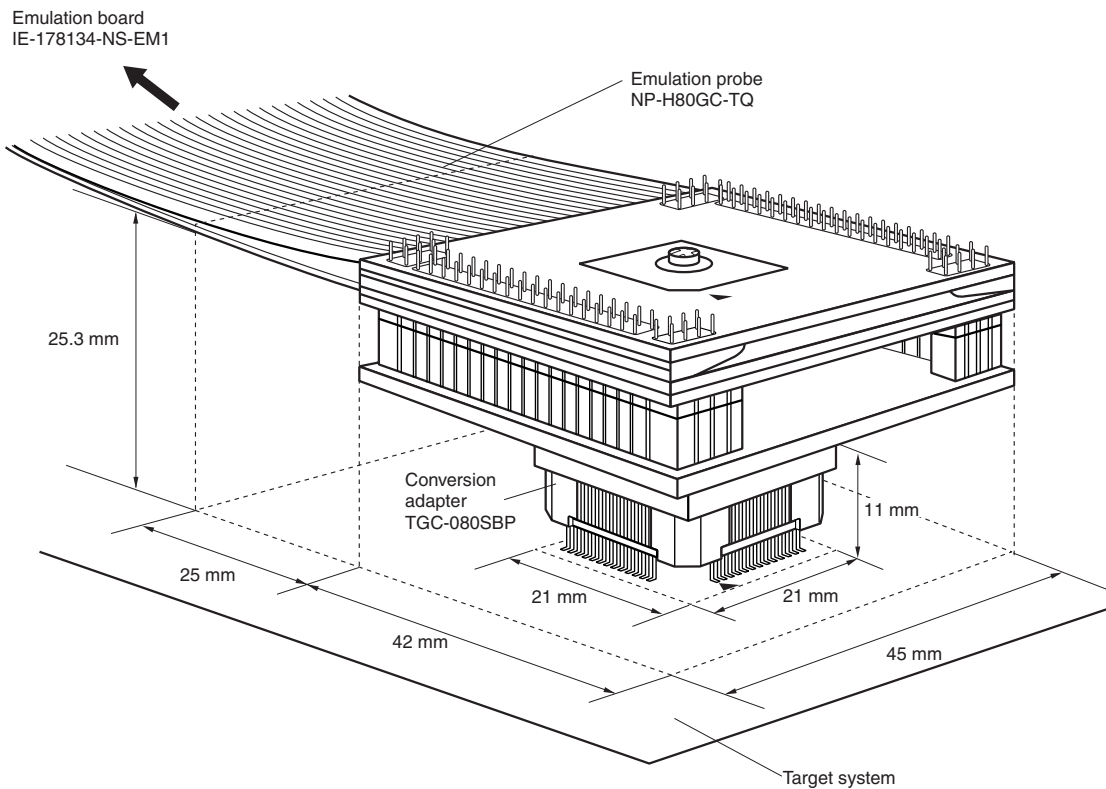 Emulation board
IE-178134-NS-EM1
Emulation probe
NP-H80GC-TQ
25.3 mm
Conversion
adapter
TGC-080SBP
11 mm
25 mm
21 mm
21 mm
42 mm
45 mm
Target system